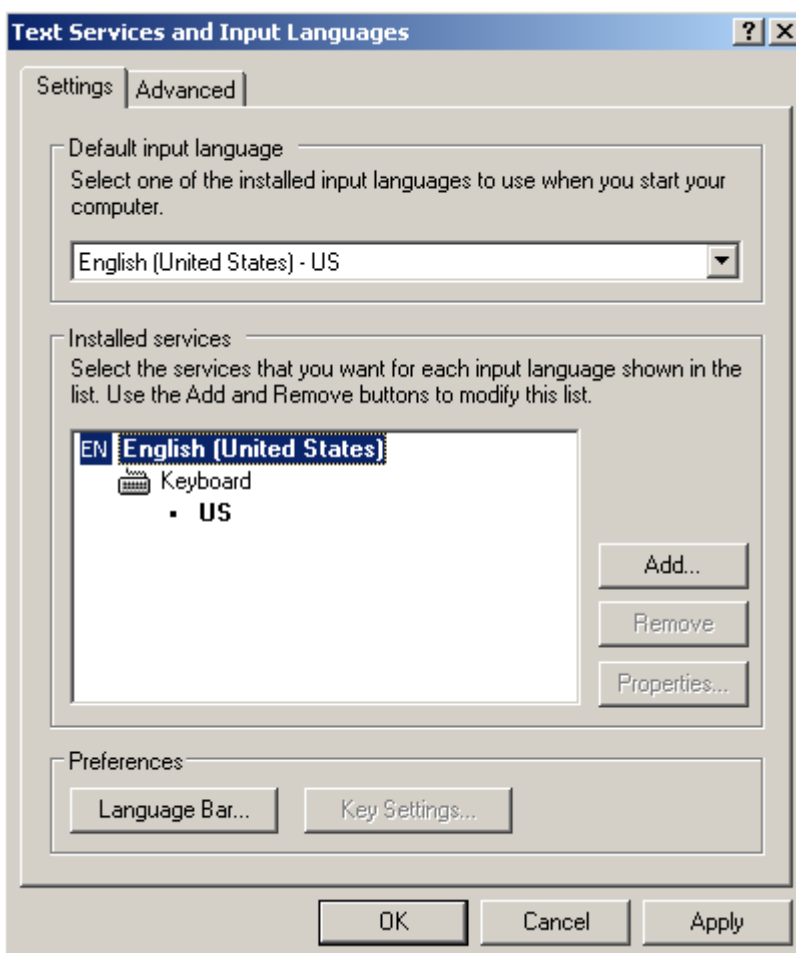 Text Services and Input Languages
Settings Advanced
Default input language
Select one of the installed input languages to use when you start your
computer.
English (United States) - US
Installed services
Select the services that you want for each input language shown in the
list. Use the Add and Remove buttons to modify this list.
EN English (United States)
Keyboard
US
Add...
Remove
Properties...
Preferences
Language Bar... Key Settings...
OK Cancel Apply